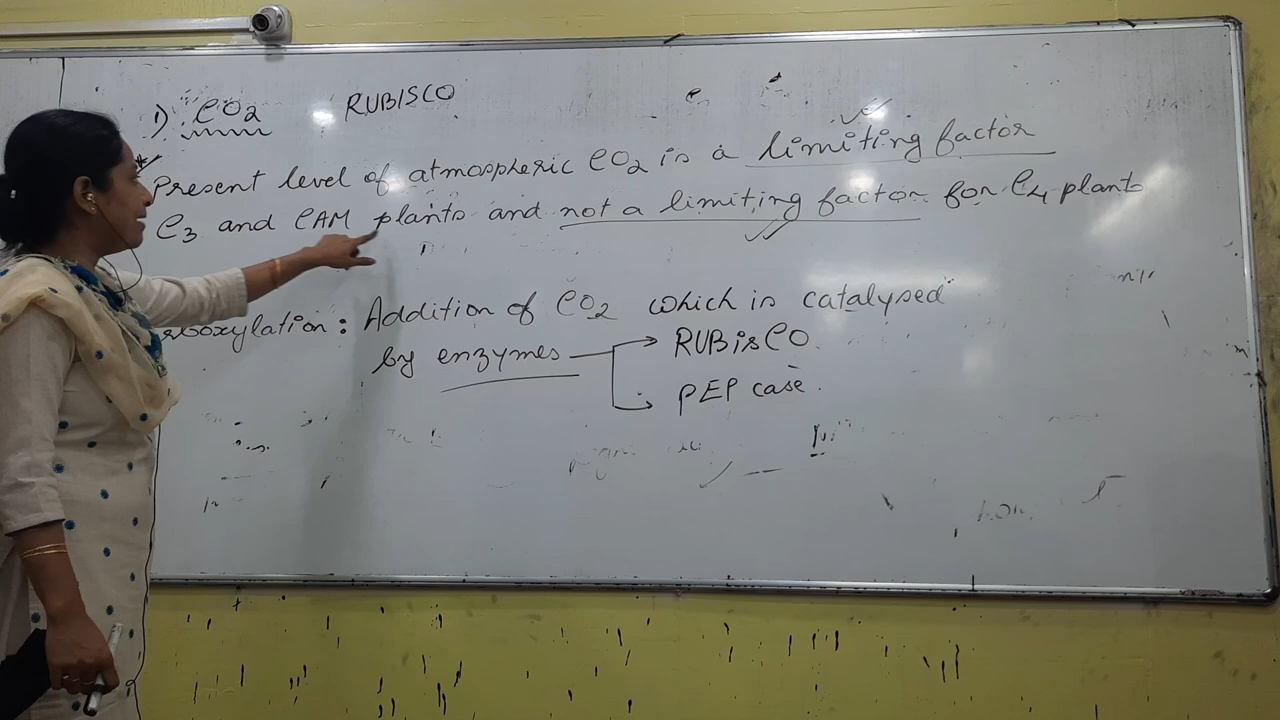 1) CO2 RUBISCO
* Present level of atmospheric CO2 is a limiting factor
C3 and CAM plants and not a limiting factor for C4 plants
rboxylation: Addition of CO2 which is catalysed
by enzymes → RUBisCO
→ PEP case.